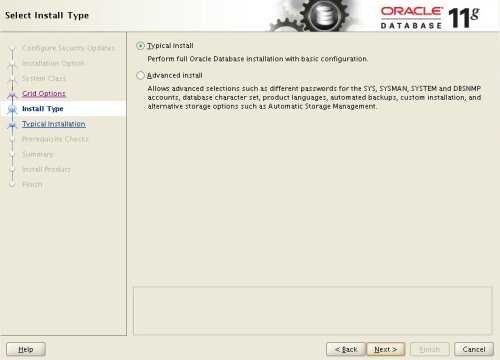 Select Install Type
ORACLE
DATABASE
11g
Configure Security Updates
Installation Option
System Class
Grid Options
Install Type
Typical Installation
Prerequisite Checks
Summary
Install Product
Finish
Typical install
Perform full Oracle Database installation with basic configuration.
Advanced install
Allows advanced selections such as different passwords for the SYS, SYSMAN, SYSTEM and DBSNMP
accounts, database character set, product languages, automated backups, custom installation, and
alternative storage options such as Automatic Storage Management.
Help
< Back
Next >
Finish
Cancel